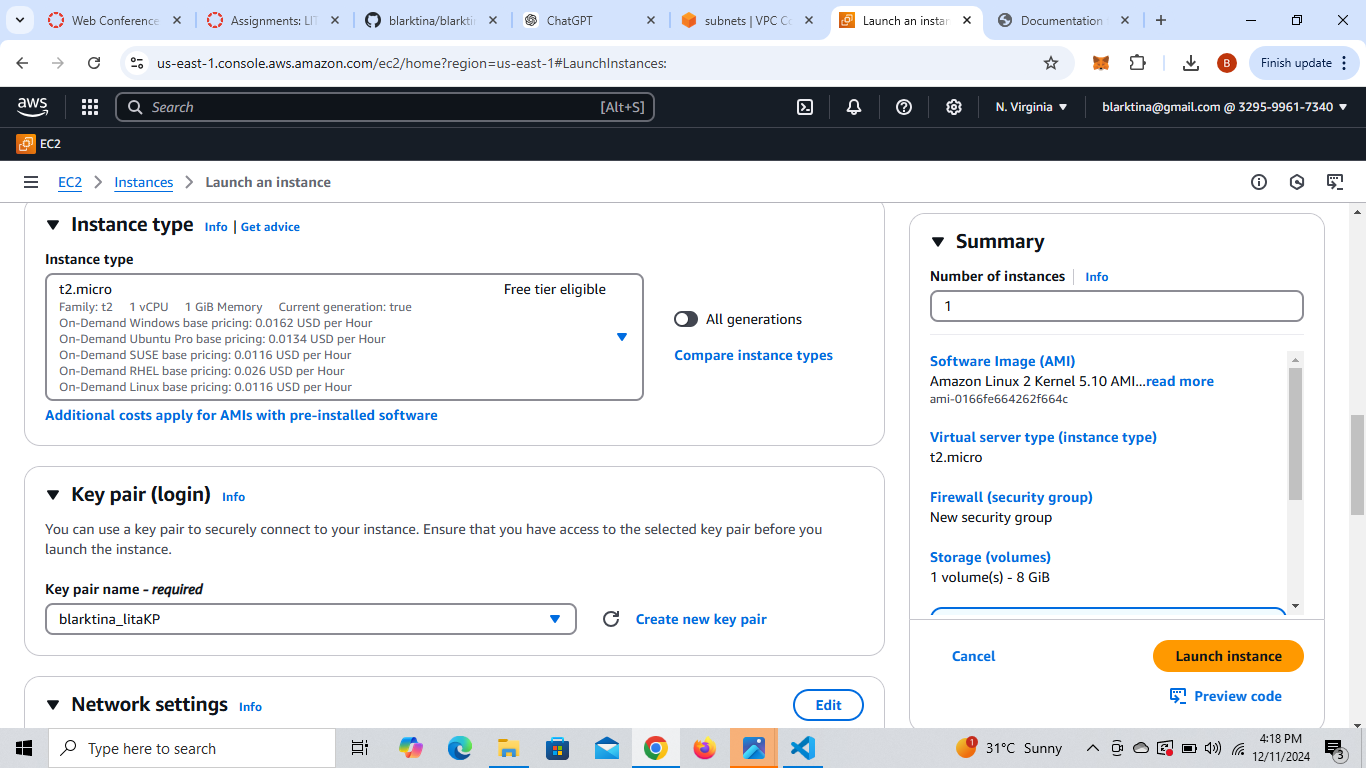 Web Conference
Assignments: LIT
blarktina/blarktin
ChatGPT
subnets | VPC Co
Launch an instan
Documentation
us-east-1.console.aws.amazon.com/ec2/home?region=us-east-1#LaunchInstances:
B
Finish update
aws
Search
[Alt+S]
N. Virginia
blarktina@gmail.com @ 3295-9961-7340
EC2
EC2
Instances
Launch an instance
Instance type
Info | Get advice
Instance type
t2.micro
Free tier eligible
Family: t2 1 vCPU 1 GiB Memory Current generation: true
On-Demand Windows base pricing: 0.0162 USD per Hour
On-Demand Ubuntu Pro base pricing: 0.0134 USD per Hour
On-Demand SUSE base pricing: 0.0116 USD per Hour
On-Demand RHEL base pricing: 0.026 USD per Hour
On-Demand Linux base pricing: 0.0116 USD per Hour
All generations
Compare instance types
Additional costs apply for AMIs with pre-installed software
Key pair (login) Info
You can use a key pair to securely connect to your instance. Ensure that you have access to the selected key pair before you
launch the instance.
Key pair name - required
blarktina_litaKP
Create new key pair
Network settings Info
Edit
Summary
Number of instances
Info
1
Software Image (AMI)
Amazon Linux 2 Kernel 5.10 AMI...read more
ami-0166fe664262f664c
Virtual server type (instance type)
t2.micro
Firewall (security group)
New security group
Storage (volumes)
1 volume(s) - 8 GiB
Cancel
Launch instance
Preview code
Type here to search
1
31°C Sunny
4:18 PM
12/11/2024
3